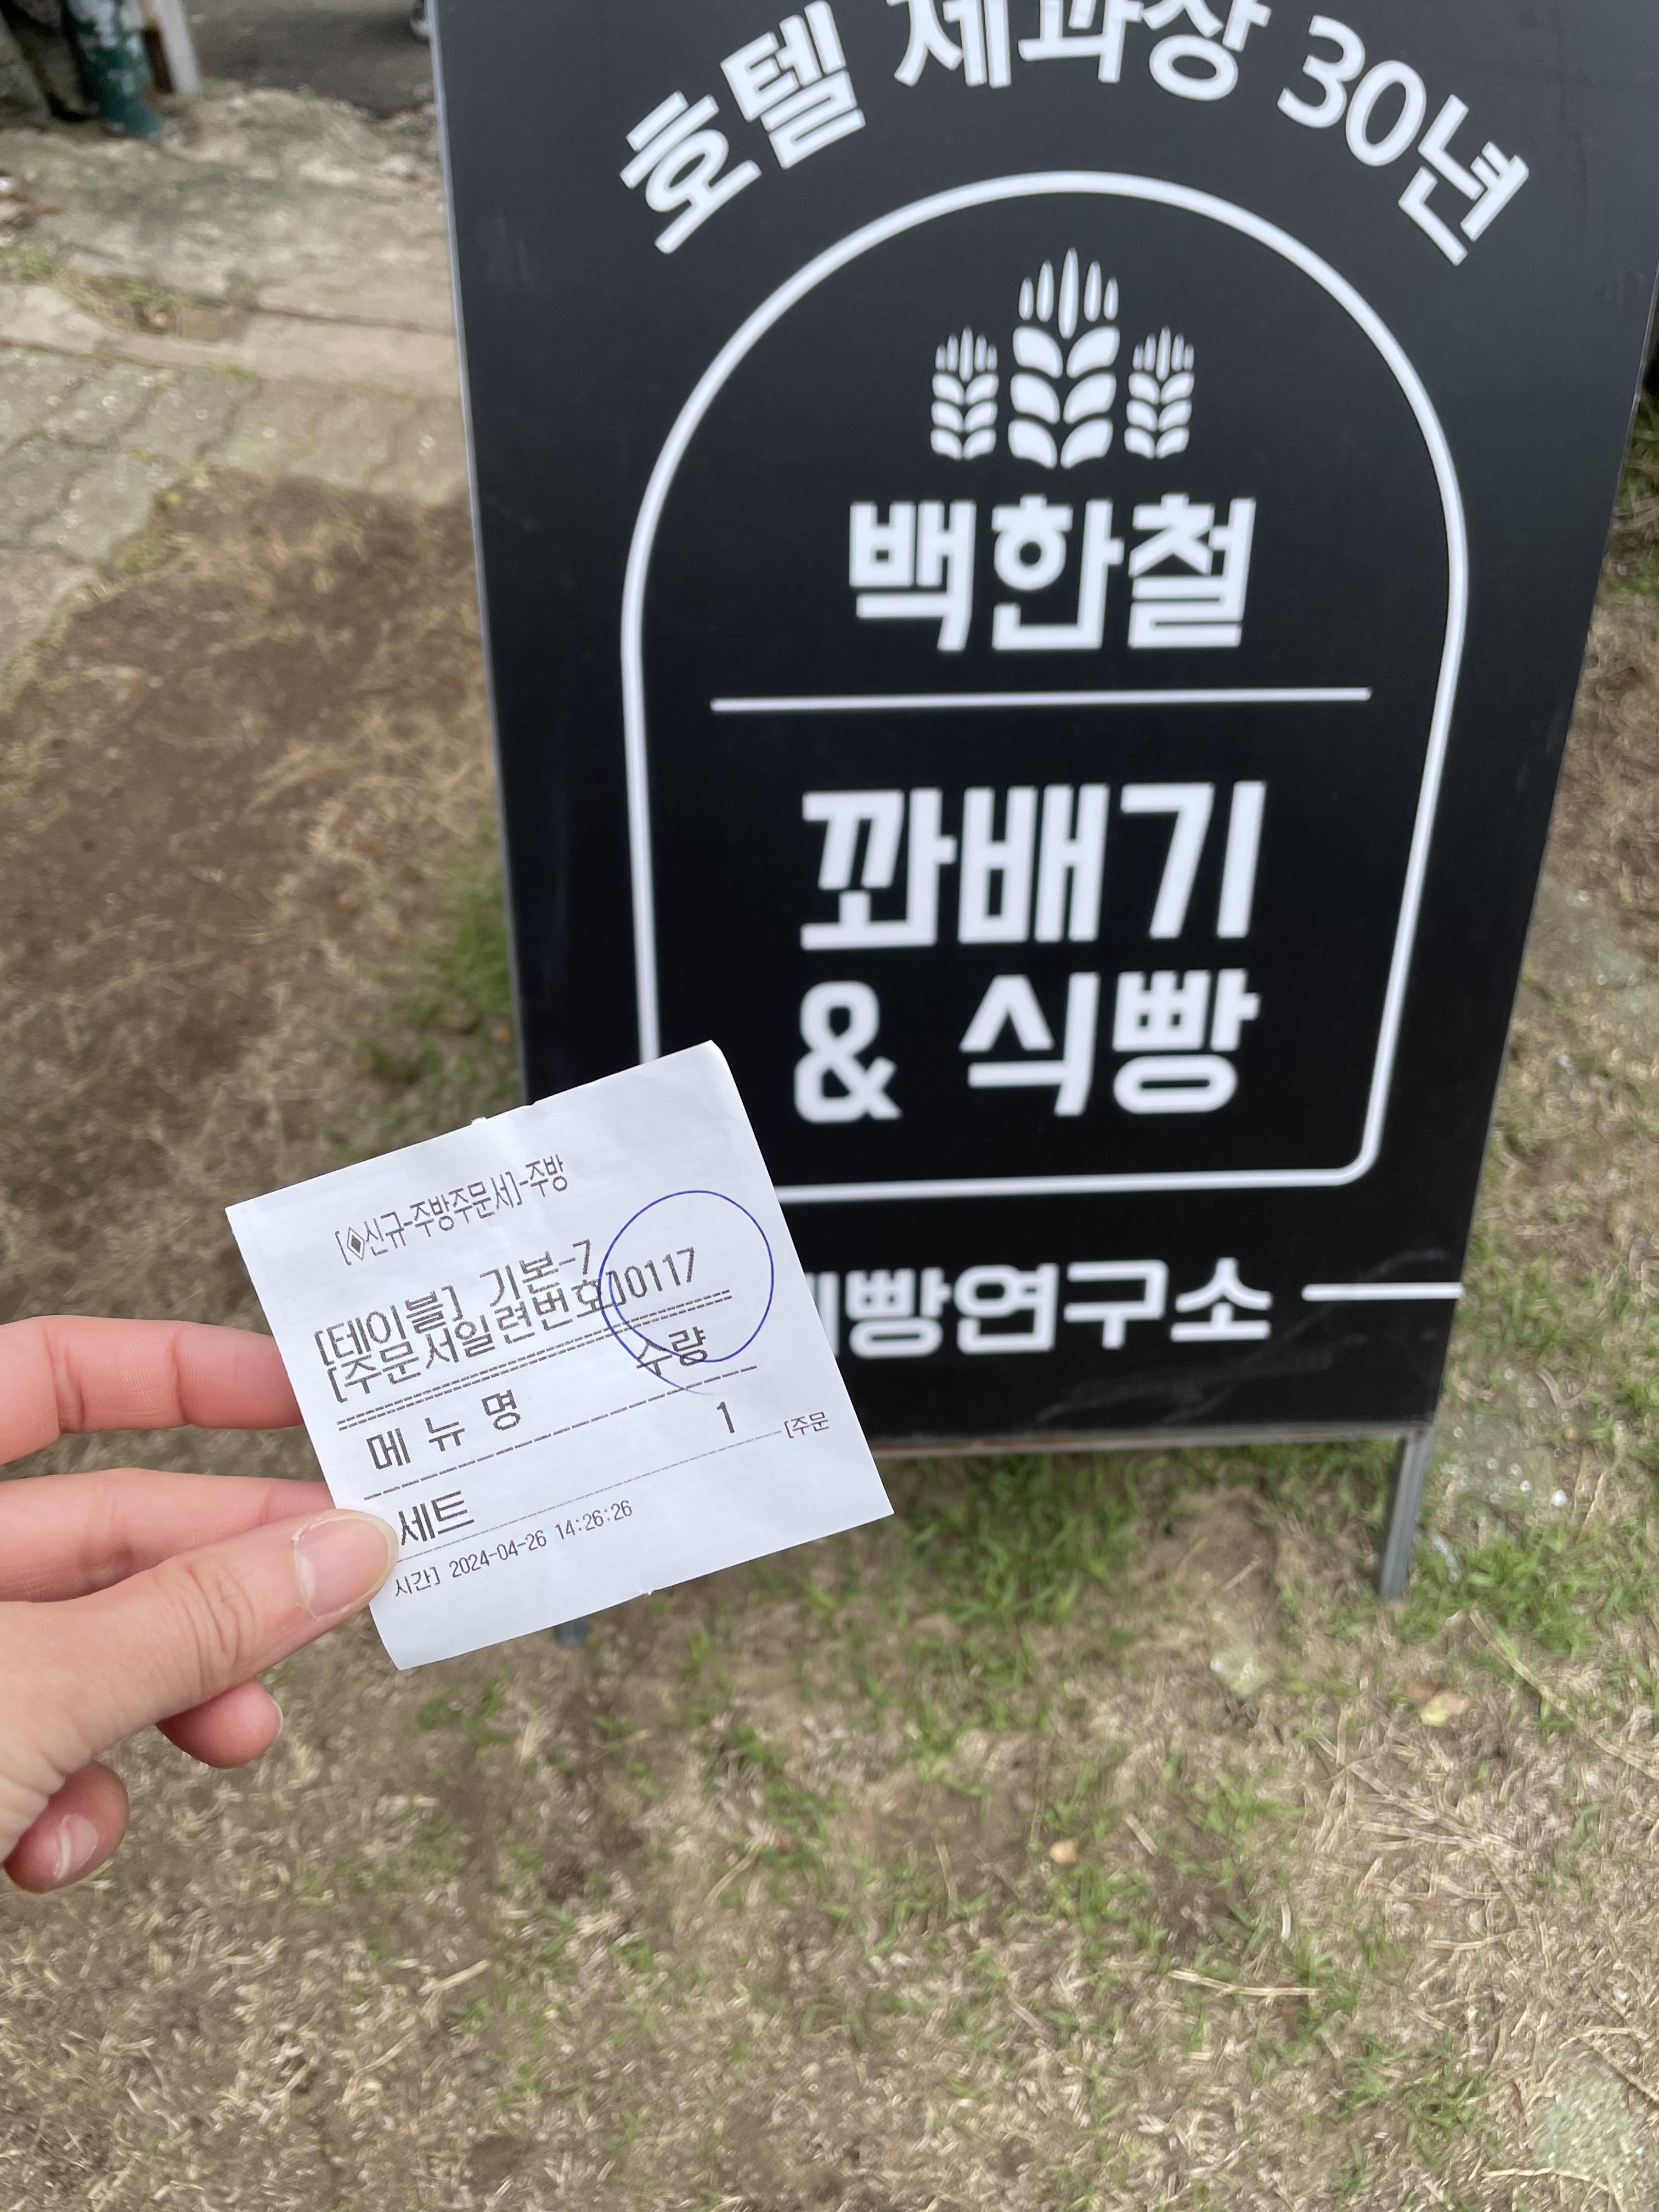 호텔 제과장 30년
백한철
꽈배기
& 식빵
빵연구소
[◈신규-주방주문서]-주방
[테이블] 기본-7
[주문서일련번호]0117
메 뉴 명 수량
세트 1
[주문
시간] 2024-04-26 14:26:26